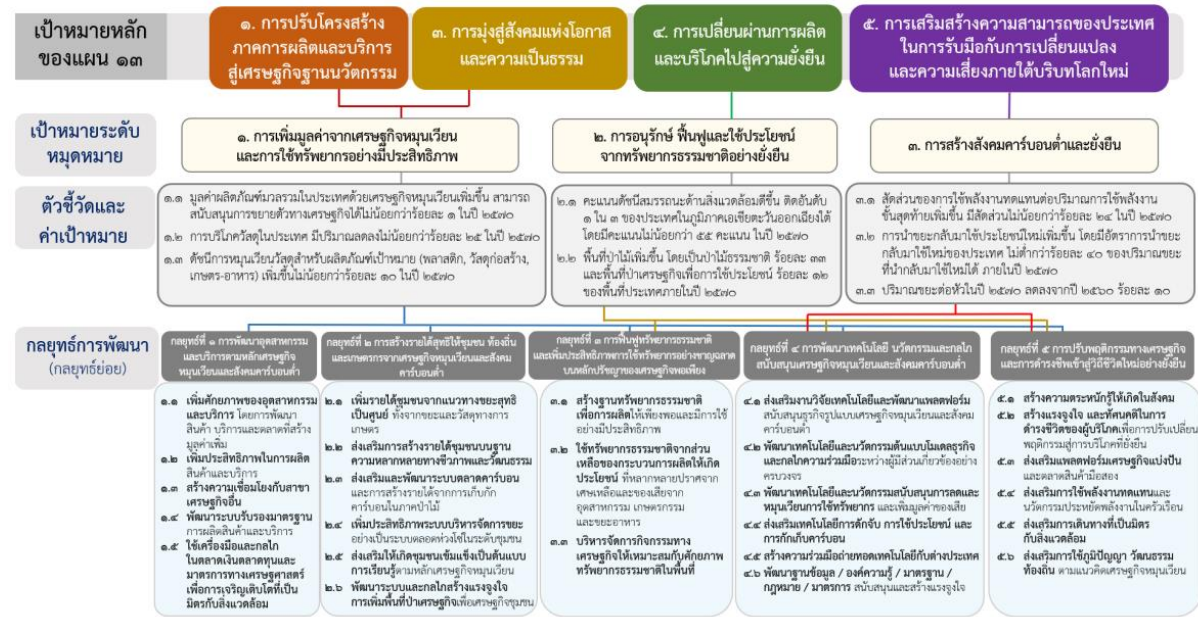 เป้าหมายหลัก
ของแผน ๑๓
๑. การปรับโครงสร้าง
ภาคการผลิตและบริการ
สู่เศรษฐกิจฐานนวัตกรรม
๓. การมุ่งสู่สังคมแห่งโอกาส
และความเป็นธรรม
๔. การเปลี่ยนผ่านการผลิต
และบริโภคไปสู่ความยั่งยืน
๕. การเสริมสร้างความสามารถของประเทศ
ในการรับมือกับการเปลี่ยนแปลง
และความเสี่ยงภายใต้บริบทโลกใหม่
เป้าหมายระดับ
หมุดหมาย
๑. การเพิ่มมูลค่าจากเศรษฐกิจหมุนเวียน
และการใช้ทรัพยากรอย่างมีประสิทธิภาพ
๒. การอนุรักษ์ ฟื้นฟูและใช้ประโยชน์
จากทรัพยากรธรรมชาติอย่างยั่งยืน
๓. การสร้างสังคมคาร์บอนต่ำและยั่งยืน
ตัวชี้วัดและ
ค่าเป้าหมาย
๑.๑ มูลค่าผลิตภัณฑ์มวลรวมในประเทศด้วยเศรษฐกิจหมุนเวียนเพิ่มขึ้น สามารถ
สนับสนุนการขยายตัวทางเศรษฐกิจได้ไม่น้อยกว่าร้อยละ ๑ ในปี ๒๕๗๐
๑.๒ การบริโภควัสดุในประเทศ มีปริมาณลดลงไม่น้อยกว่าร้อยละ ๒๕ ในปี ๒๕๗๐
๑.๓ ดัชนีการหมุนเวียนวัสดุสำหรับผลิตภัณฑ์เป้าหมาย (พลาสติก, วัสดุก่อสร้าง,
เกษตร-อาหาร) เพิ่มขึ้นไม่น้อยกว่าร้อยละ ๑๐ ในปี ๒๕๗๐
๒.๑ คะแนนดัชนีสมรรถนะด้านสิ่งแวดล้อมดีขึ้น ติดอันดับ
๑ ใน ๓ ของประเทศในภูมิภาคเอเชียตะวันออกเฉียงใต้
โดยมีคะแนนไม่น้อยกว่า ๕๕ คะแนน ในปี ๒๕๗๐
๒.๒ พื้นที่ป่าไม้เพิ่มขึ้น โดยเป็นป่าไม้ธรรมชาติ ร้อยละ ๓๓
และพื้นที่ป่าเศรษฐกิจเพื่อการใช้ประโยชน์ ร้อยละ ๑๒
ของพื้นที่ประเทศภายในปี ๒๕๗๐
๓.๑ สัดส่วนของการใช้พลังงานทดแทนต่อปริมาณการใช้พลังงาน
ขั้นสุดท้ายเพิ่มขึ้น มีสัดส่วนไม่น้อยกว่าร้อยละ ๒๔ ในปี ๒๕๗๐
๓.๒ การนำขยะกลับมาใช้ประโยชน์ใหม่เพิ่มขึ้น โดยมีอัตราการนำขยะ
กลับมาใช้ใหม่ของประเทศ ไม่ต่ำกว่าร้อยละ ๔๐ ของปริมาณขยะ
ที่นำกลับมาใช้ใหม่ได้ ภายในปี ๒๕๗๐
๓.๓ ปริมาณขยะต่อหัวในปี ๒๕๗๐ ลดลงจากปี ๒๕๖๐ ร้อยละ ๑๐
กลยุทธ์การพัฒนา
(กลยุทธ์ย่อย)
กลยุทธ์ที่ ๑ การพัฒนาอุตสาหกรรม
และบริการตามหลักเศรษฐกิจ
หมุนเวียนและสังคมคาร์บอนต่ำ
๑.๑ เพิ่มศักยภาพของอุตสาหกรรม
และบริการ โดยการพัฒนา
สินค้า บริการและตลาดที่สร้าง
มูลค่าเพิ่ม
๑.๒ เพิ่มประสิทธิภาพในการผลิต
สินค้าและบริการ
๑.๓ สร้างความเชื่อมโยงกับสาขา
เศรษฐกิจอื่น
๑.๔ พัฒนาระบบรับรองมาตรฐาน
การผลิตสินค้าและบริการ
๑.๕ ใช้เครื่องมือและกลไก
ในตลาดเงินตลาดทุนและ
มาตรการทางเศรษฐศาสตร์
เพื่อการเจริญเติบโตที่เป็น
มิตรกับสิ่งแวดล้อม
กลยุทธ์ที่ ๒ การสร้างรายได้สุทธิให้ชุมชน ท้องถิ่น
และเกษตรกรจากเศรษฐกิจหมุนเวียนและสังคม
คาร์บอนต่ำ
๒.๑ เพิ่มรายได้ชุมชนจากแนวทางขยะสุทธิ
เป็นศูนย์ ทั้งจากขยะและวัสดุทางการ
เกษตร
๒.๒ ส่งเสริมการสร้างรายได้ชุมชนบนฐาน
ความหลากหลายทางชีวภาพและวัฒนธรรม
๒.๓ ส่งเสริมและพัฒนาระบบตลาดคาร์บอน
และการสร้างรายได้จากการเก็บกัก
คาร์บอนในภาคป่าไม้
๒.๔ เพิ่มประสิทธิภาพระบบบริหารจัดการขยะ
อย่างเป็นระบบตลอดห่วงโซ่ในระดับชุมชน
๒.๕ ส่งเสริมให้เกิดชุมชนเข้มแข็งเป็นต้นแบบ
การเรียนรู้ตามหลักเศรษฐกิจหมุนเวียน
๒.๖ พัฒนาระบบและกลไกสร้างแรงจูงใจ
การเพิ่มพื้นที่ป่าเศรษฐกิจเพื่อเศรษฐกิจชุมชน
กลยุทธ์ที่ ๓ การฟื้นฟูทรัพยากรธรรมชาติ
และเพิ่มประสิทธิภาพการใช้ทรัพยากรอย่างชาญฉลาด
บนหลักปรัชญาของเศรษฐกิจพอเพียง
๓.๑ สร้างฐานทรัพยากรธรรมชาติ
เพื่อการผลิตให้เพียงพอและมีการใช้
อย่างมีประสิทธิภาพ
๓.๒ ใช้ทรัพยากรธรรมชาติจากส่วน
เหลือของกระบวนการผลิตให้เกิด
ประโยชน์ ที่หลากหลายปราศจาก
เศษเหลือและของเสียจาก
อุตสาหกรรม เกษตรกรรม
และขยะอาหาร
๓.๓ บริหารจัดการกิจกรรมทาง
เศรษฐกิจให้เหมาะสมกับศักยภาพ
ทรัพยากรธรรมชาติในพื้นที่
กลยุทธ์ที่ ๔ การพัฒนาเทคโนโลยี นวัตกรรมและกลไก
สนับสนุนเศรษฐกิจหมุนเวียนและสังคมคาร์บอนต่ำ
๔.๑ ส่งเสริมงานวิจัยเทคโนโลยีและพัฒนาแพลตฟอร์ม
สนับสนุนธุรกิจรูปแบบเศรษฐกิจหมุนเวียนและสังคม
คาร์บอนต่ำ
๔.๒ พัฒนาเทคโนโลยีและนวัตกรรมต้นแบบโมเดลธุรกิจ
และกลไกความร่วมมือระหว่างผู้มีส่วนเกี่ยวข้องอย่าง
ครบวงจร
๔.๓ พัฒนาเทคโนโลยีและนวัตกรรมสนับสนุนการลดและ
หมุนเวียนการใช้ทรัพยากร และเพิ่มมูลค่าของเสีย
๔.๔ ส่งเสริมเทคโนโลยีการดักจับ การใช้ประโยชน์ และ
การกักเก็บคาร์บอน
๔.๕ สร้างความร่วมมือถ่ายทอดเทคโนโลยีกับต่างประเทศ
๔.๖ พัฒนาฐานข้อมูล / องค์ความรู้ / มาตรฐาน /
กฎหมาย / มาตรการ สนับสนุนและสร้างแรงจูงใจ
กลยุทธ์ที่ ๕ การปรับพฤติกรรมทางเศรษฐกิจ
และการดำรงชีพเข้าสู่วิถีชีวิตใหม่อย่างยั่งยืน
๕.๑ สร้างความตระหนักรู้ให้เกิดในสังคม
๕.๒ สร้างแรงจูงใจ และทัศนคติในการ
ดำรงชีวิตของผู้บริโภคเพื่อการปรับเปลี่ยน
พฤติกรรมสู่การบริโภคที่ยั่งยืน
๕.๓ ส่งเสริมแพลตฟอร์มเศรษฐกิจแบ่งปัน
และตลาดสินค้ามือสอง
๕.๔ ส่งเสริมการใช้พลังงานทดแทนและ
นวัตกรรมประหยัดพลังงานในครัวเรือน
๕.๕ ส่งเสริมการเดินทางที่เป็นมิตร
กับสิ่งแวดล้อม
๕.๖ ส่งเสริมการใช้ภูมิปัญญา วัฒนธรรม
ท้องถิ่น ตามแนวคิดเศรษฐกิจหมุนเวียน